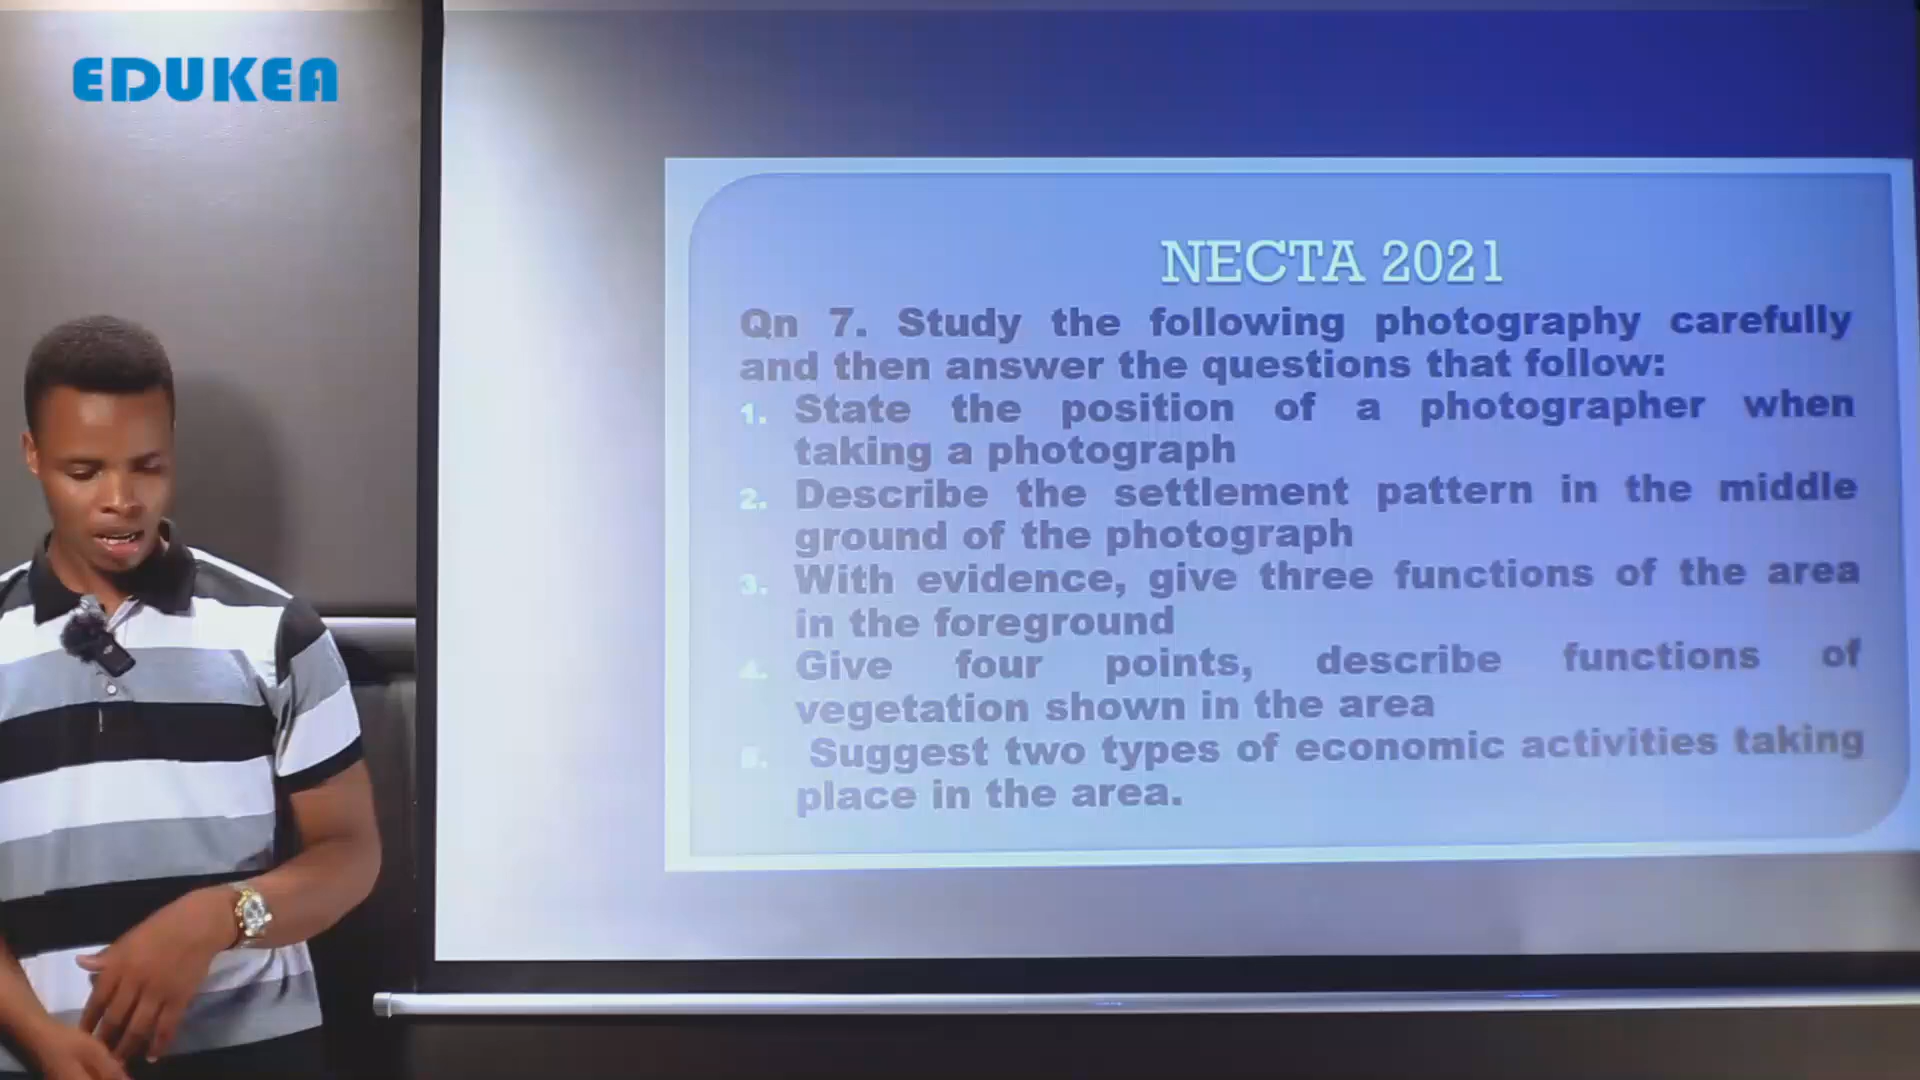 EDUKEA
NECTA 2021
Qn 7. Study the following photography carefully
and then answer the questions that follow:
1. State the position of a photographer when
taking a photograph
2. Describe the settlement pattern in the middle
ground of the photograph
3. With evidence, give three functions of the area
in the foreground
4. Give four points, describe functions of
vegetation shown in the area
5. Suggest two types of economic activities taking
place in the area.